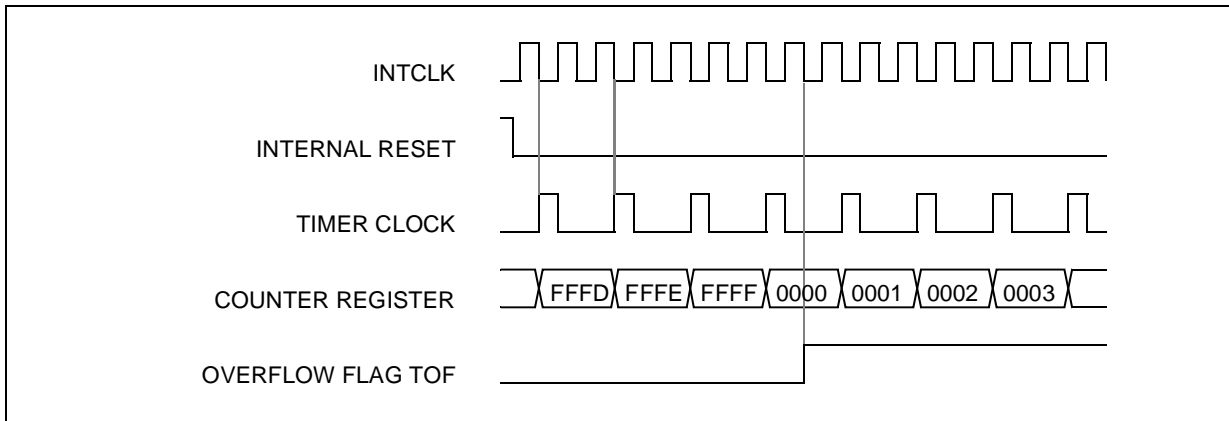 INTCLK
INTERNAL RESET
TIMER CLOCK
COUNTER REGISTER FFFD FFFE FFFF 0000 0001 0002 0003
OVERFLOW FLAG TOF